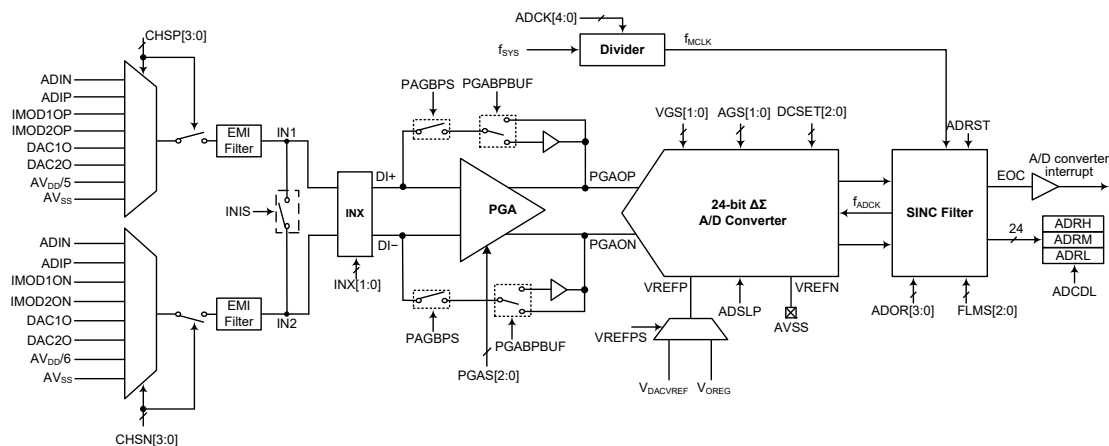 ADCK[4:0]
CHSP[3:0]
fSYS
Divider
fMCLK
ADIN
ADIP
IMOD1OP
IMOD2OP
DAC1O
DAC2O
AVDD/5
AVSS
EMI
Filter
IN1
PAGBPS
PGABPBUF
VGS[1:0]
AGS[1:0]
DCSET[2:0]
ADRST
INIS
DI+
INX
DI−
INX[1:0]
PGA
PGAOP
PGAON
24-bit ΔΣ
A/D Converter
fADCK
SINC Filter
EOC
A/D converter
interrupt
24
ADRH
ADRM
ADRL
ADCDL
ADIN
ADIP
IMOD1ON
IMOD2ON
DAC1O
DAC2O
AVDD/6
AVSS
EMI
Filter
IN2
PAGBPS
PGABPBUF
PGAS[2:0]
VREFP
ADSLP
VREFN
AVSS
ADOR[3:0]
FLMS[2:0]
VREFPS
VDACVREF
VOREG
CHSN[3:0]